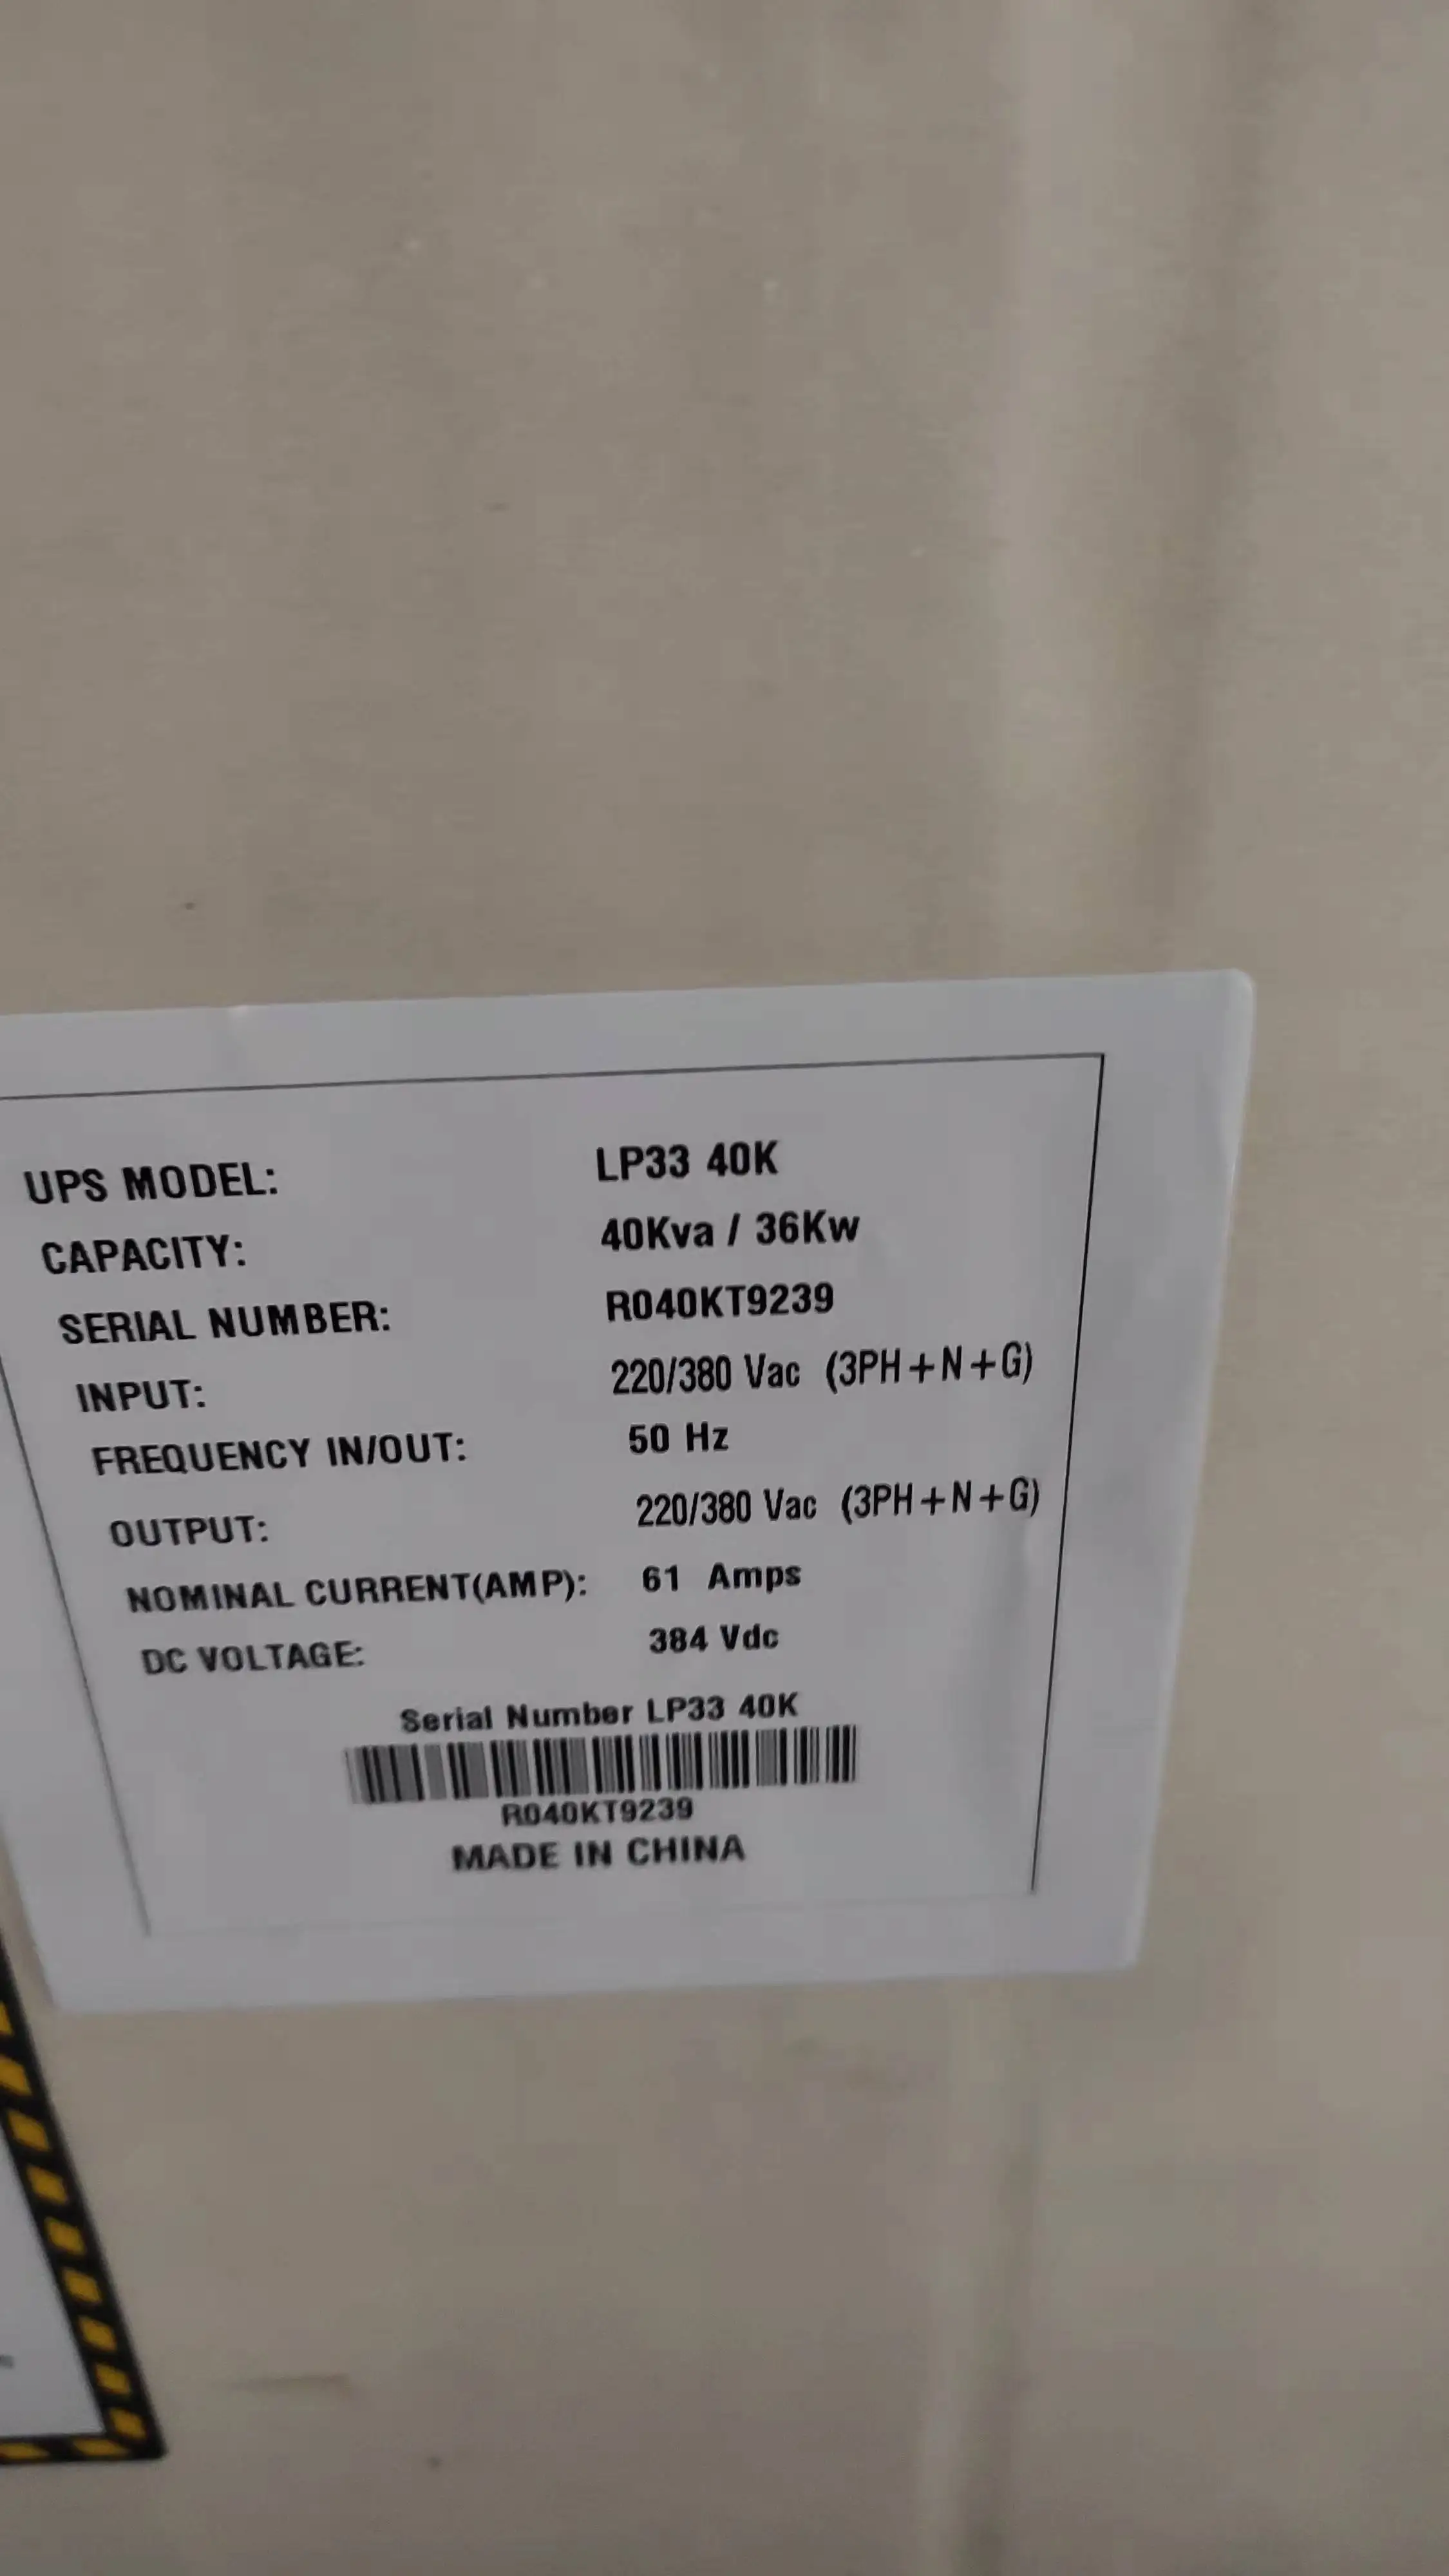 UPS MODEL: LP33 40K
CAPACITY: 40Kva / 36Kw
SERIAL NUMBER: R040KT9239
INPUT: 220/380 Vac (3PH+N+G)
FREQUENCY IN/OUT: 50 Hz
OUTPUT: 220/380 Vac (3PH+N+G)
NOMINAL CURRENT(AMP): 61 Amps
DC VOLTAGE: 384 Vdc
Serial Number LP33 40K
R040KT9239
MADE IN CHINA